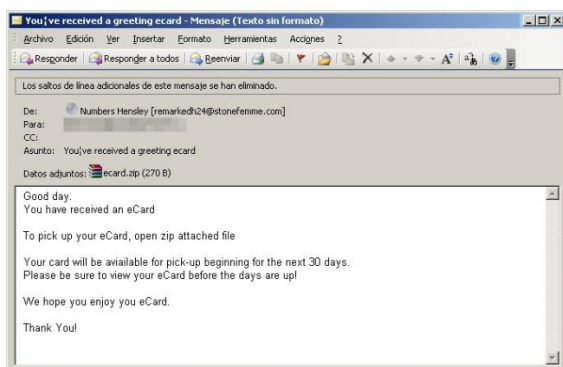 You¦ve received a greeting ecard - Mensaje (Texto sin formato)
Archivo Edición Ver Insertar Formato Herramientas Acciones ?
Responder Responder a todos Reenviar
Los saltos de línea adicionales de este mensaje se han eliminado.
De: Numbers Hensley [remarkedh24@stonefemme.com]
Para:
CC:
Asunto: You¦ve received a greeting ecard
Datos adjuntos: ecard.zip (270 B)
Good day.
You have received an eCard
To pick up your eCard, open zip attached file
Your card will be aviailable for pick-up beginning for the next 30 days.
Please be sure to view your eCard before the days are up!
We hope you enjoy you eCard.
Thank You!